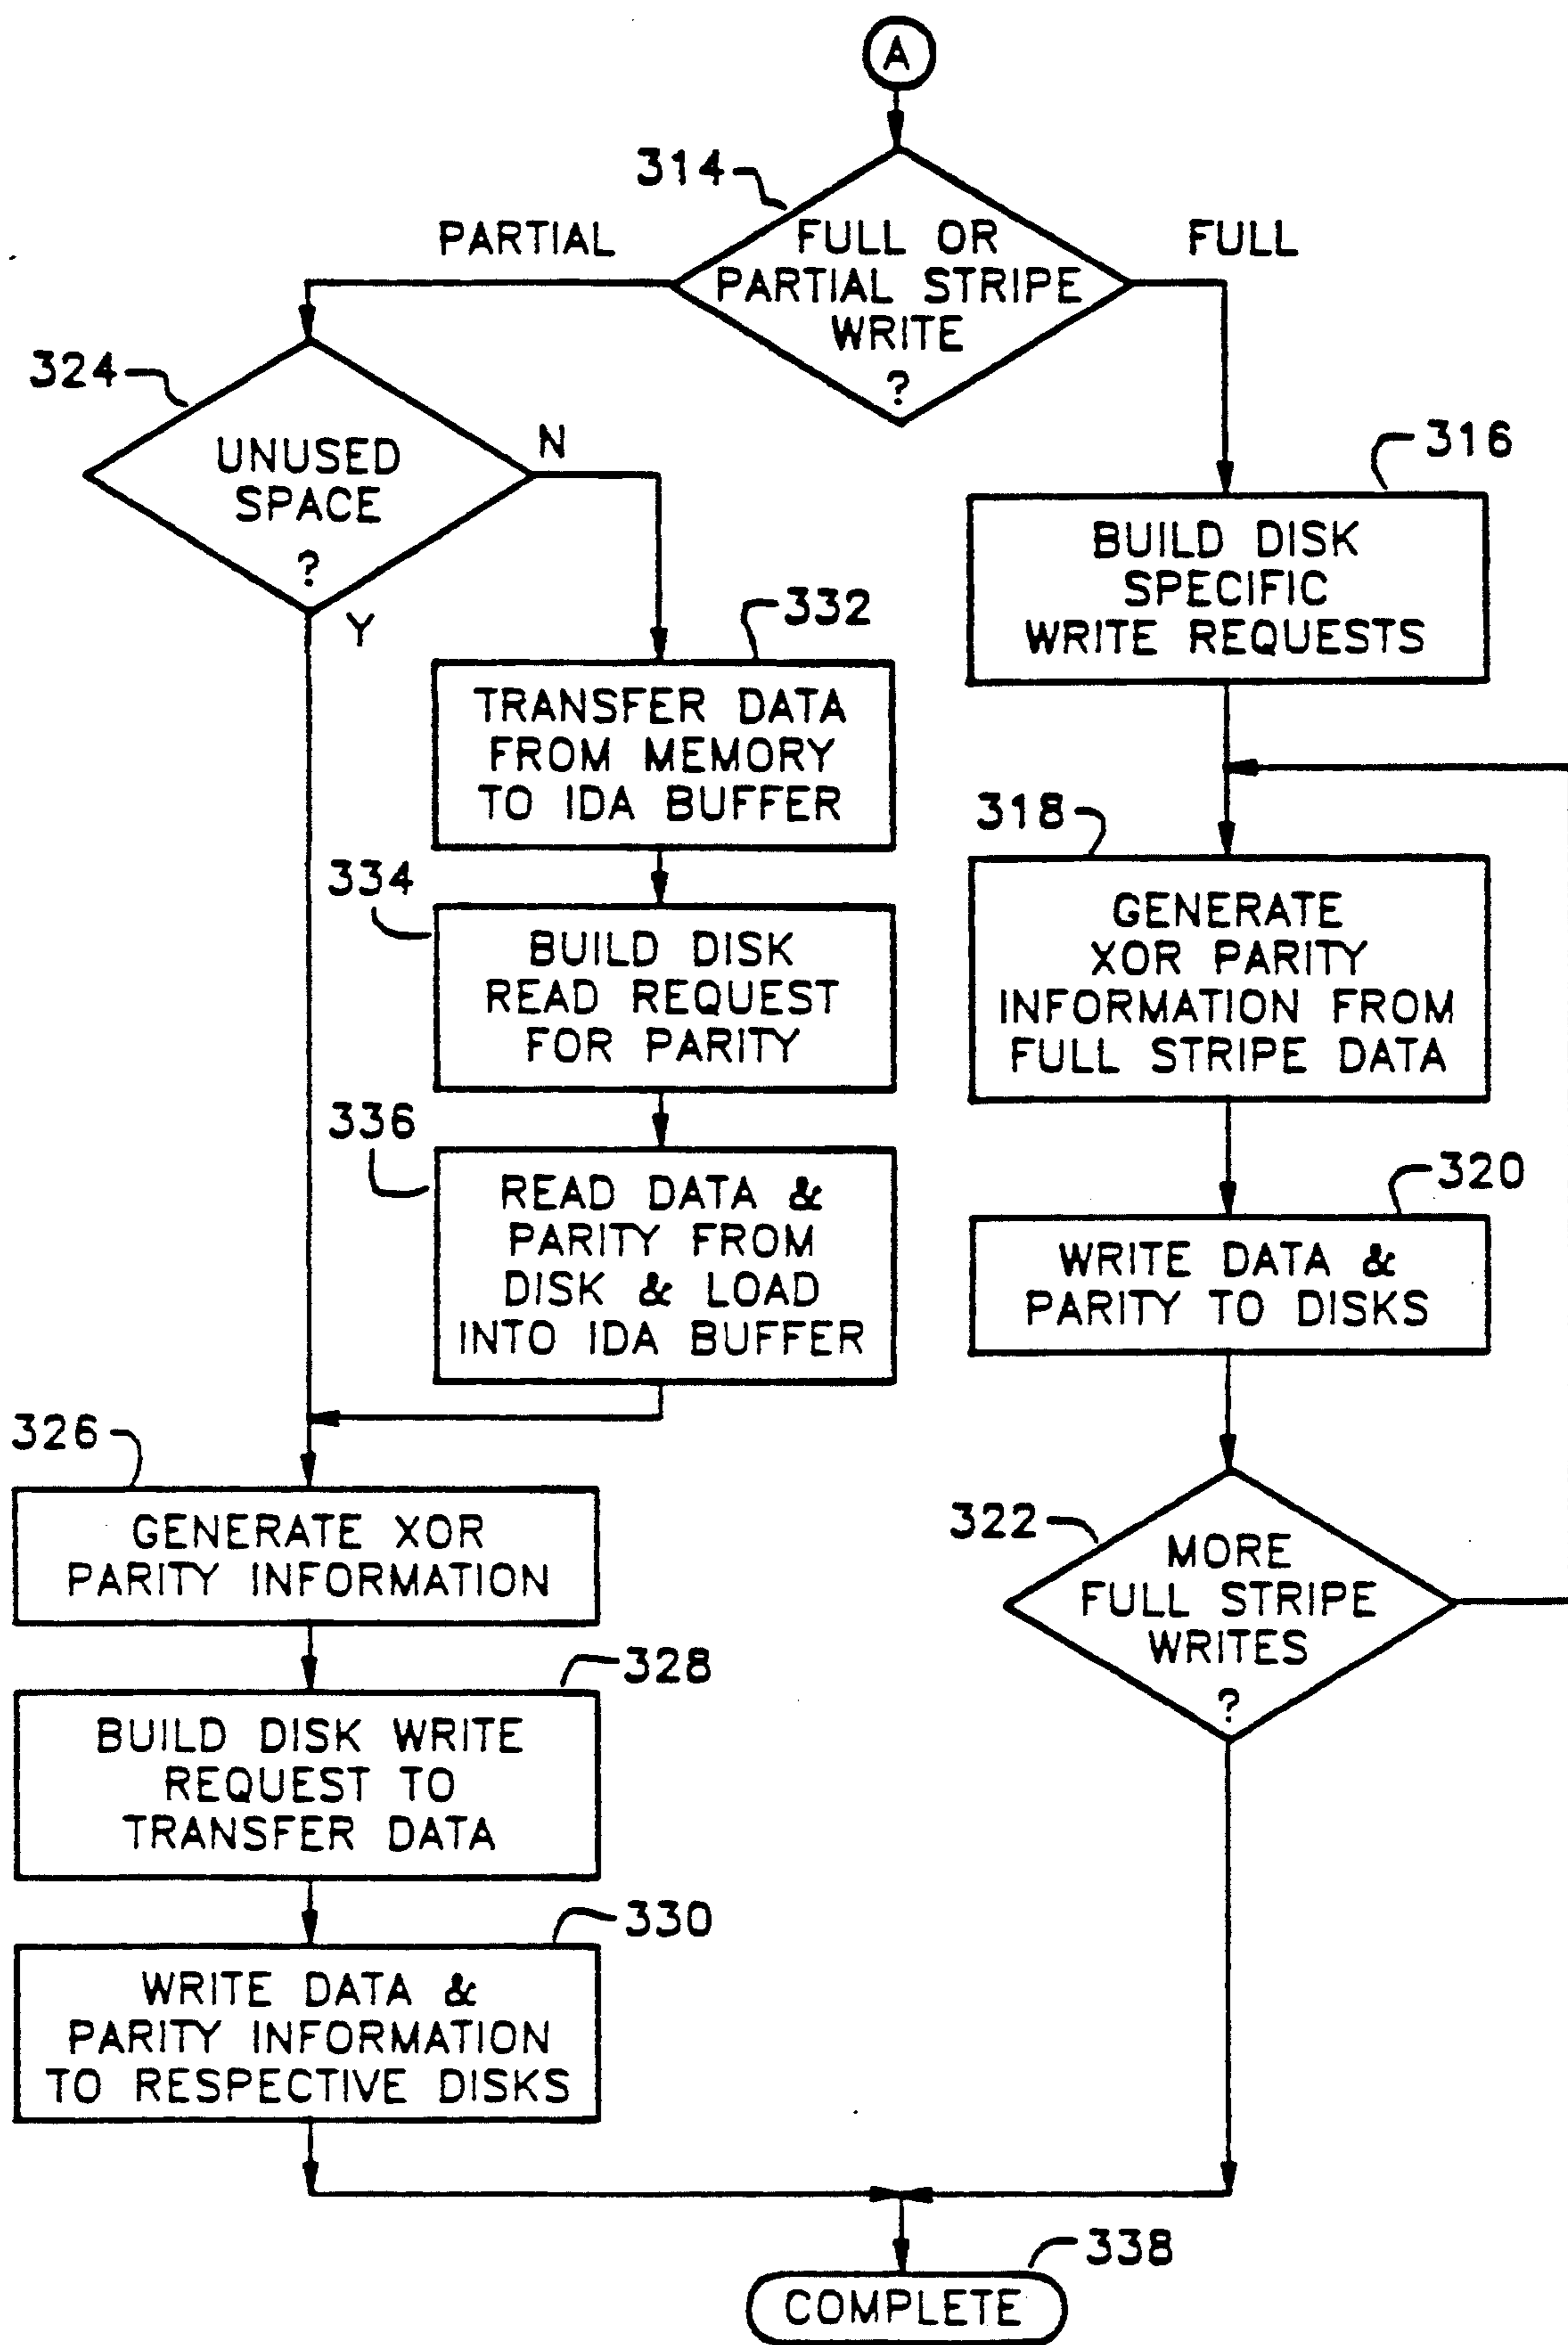 A
314
FULL OR
PARTIAL STRIPE
WRITE
?
PARTIAL
FULL
324
UNUSED
SPACE
?
N
Y
316
BUILD DISK
SPECIFIC
WRITE REQUESTS
332
TRANSFER DATA
FROM MEMORY
TO IDA BUFFER
318
GENERATE
XOR PARITY
INFORMATION FROM
FULL STRIPE DATA
334
BUILD DISK
READ REQUEST
FOR PARITY
336
READ DATA &
PARITY FROM
DISK & LOAD
INTO IDA BUFFER
320
WRITE DATA &
PARITY TO DISKS
326
GENERATE XOR
PARITY INFORMATION
322
MORE
FULL STRIPE
WRITES
?
328
BUILD DISK WRITE
REQUEST TO
TRANSFER DATA
330
WRITE DATA &
PARITY INFORMATION
TO RESPECTIVE DISKS
338
COMPLETE